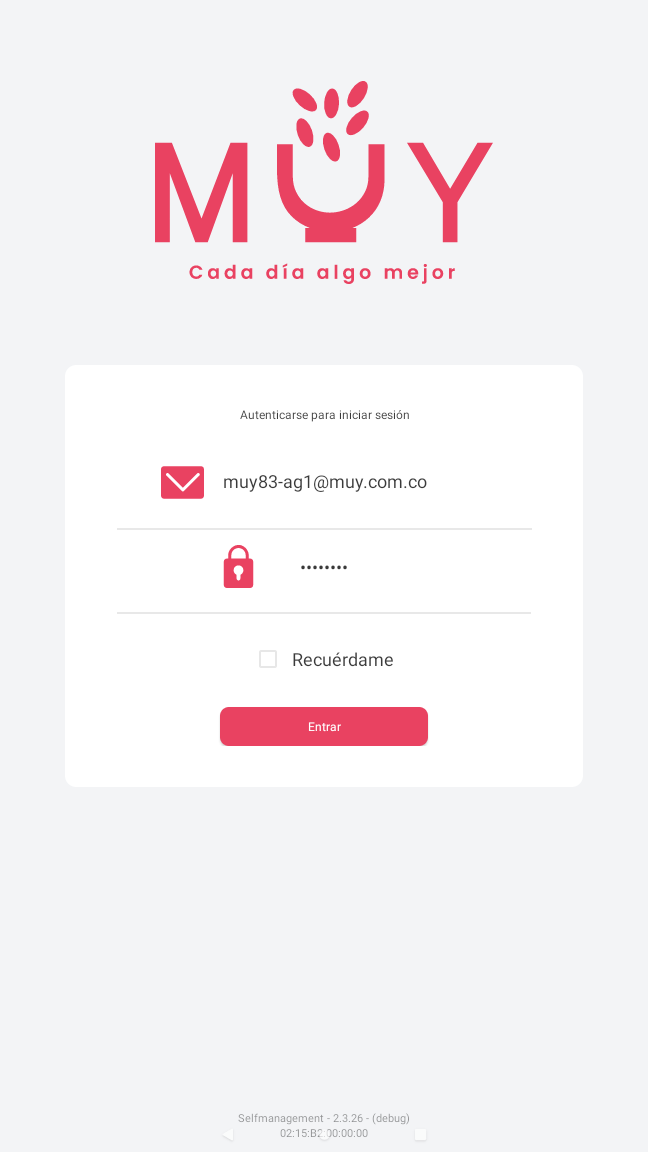 MUY
Cada día algo mejor
Autenticarse para iniciar sesión
muy83-ag1@muy.com.co
••••••••
Recuérdame
Entrar
Selfmanagement - 2.3.26 - (debug)
02:15:B2:00:00:00